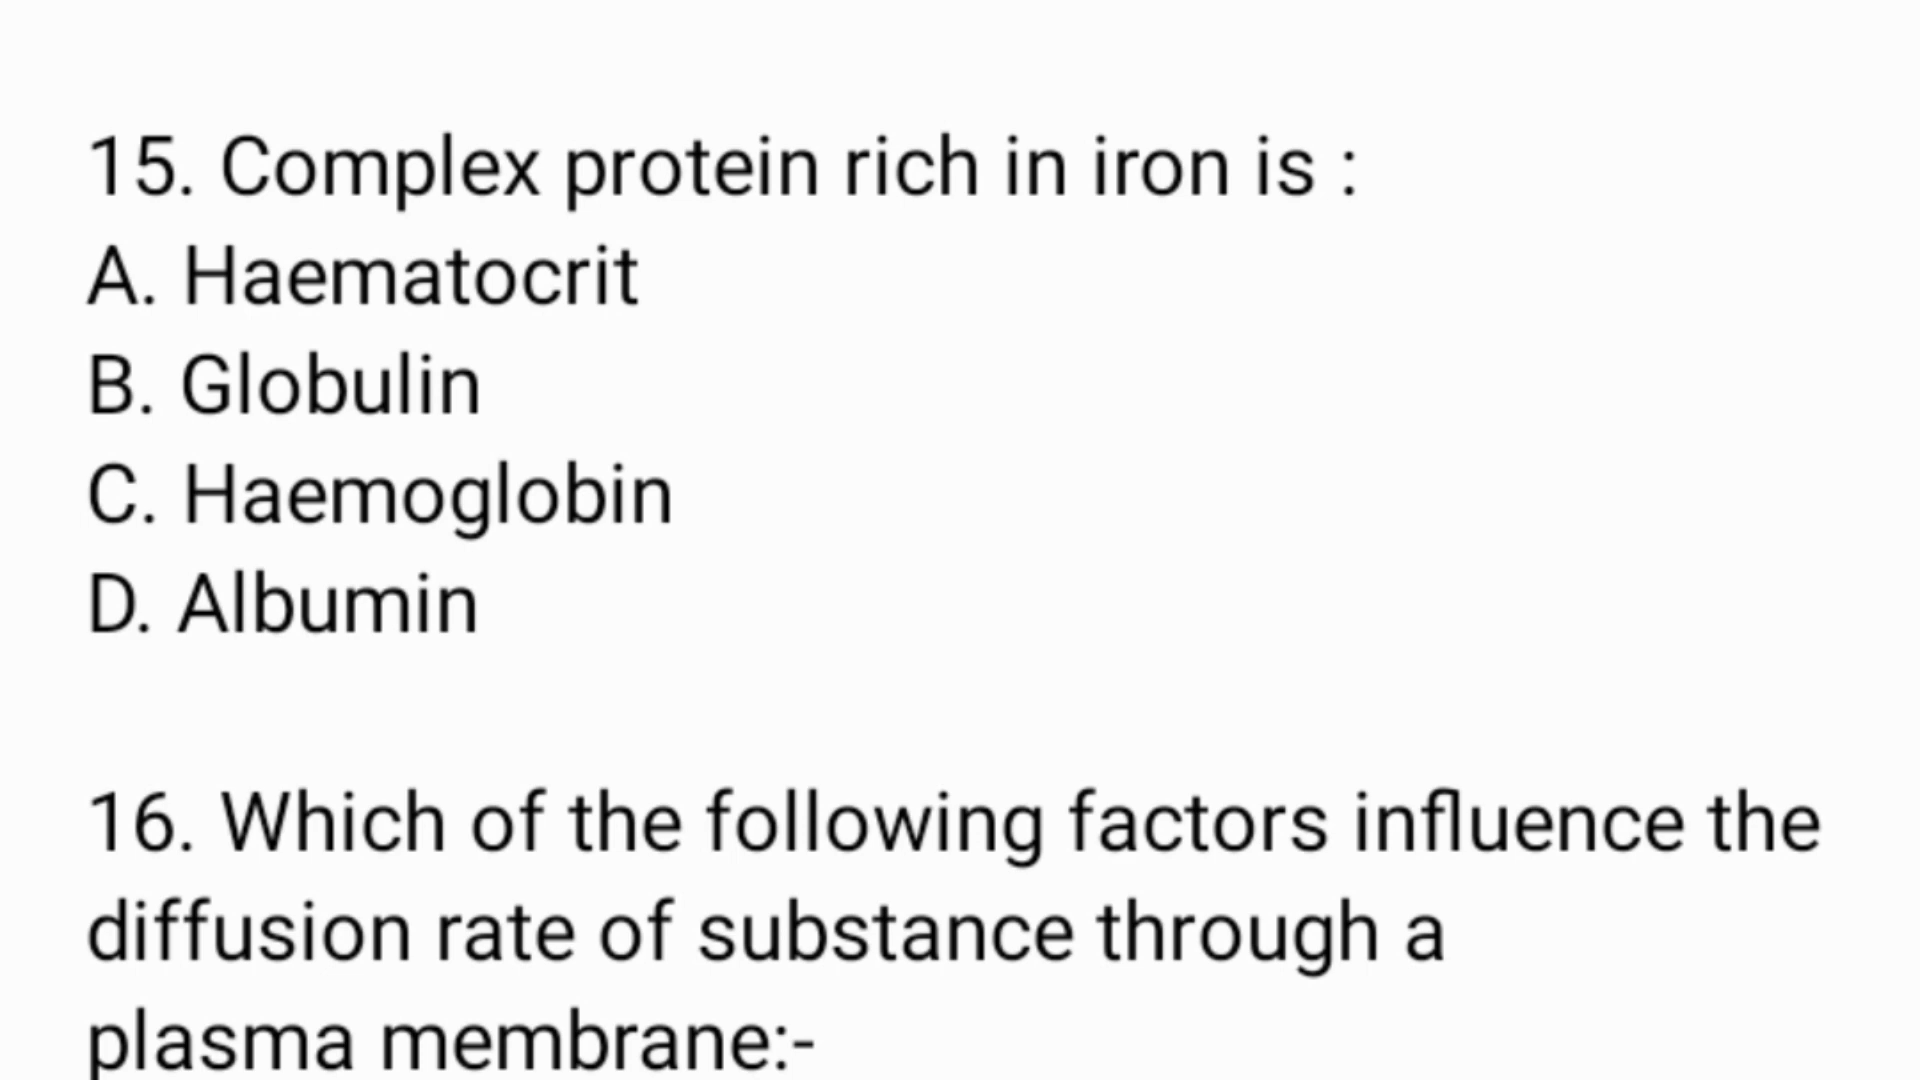 15. Complex protein rich in iron is :
A. Haematocrit
B. Globulin
C. Haemoglobin
D. Albumin
16. Which of the following factors influence the
diffusion rate of substance through a
plasma membrane:-